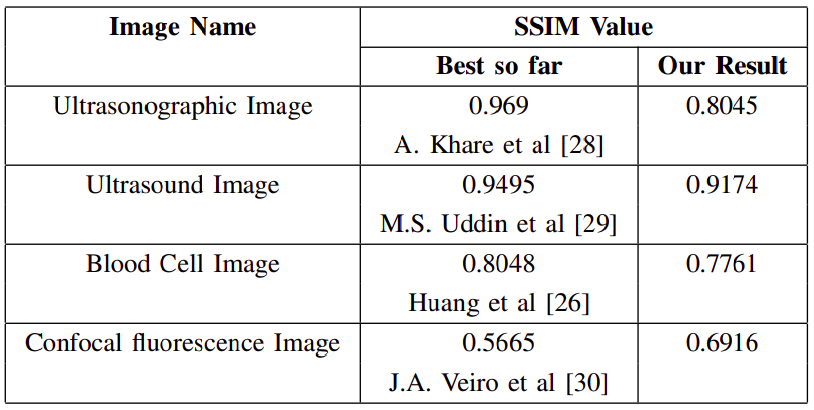 Image Name SSIM Value
Best so far Our Result
Ultrasonographic Image 0.969 0.8045
A. Khare et al [28]
Ultrasound Image 0.9495 0.9174
M.S. Uddin et al [29]
Blood Cell Image 0.8048 0.7761
Huang et al [26]
Confocal fluorescence Image 0.5665 0.6916
J.A. Veiro et al [30]